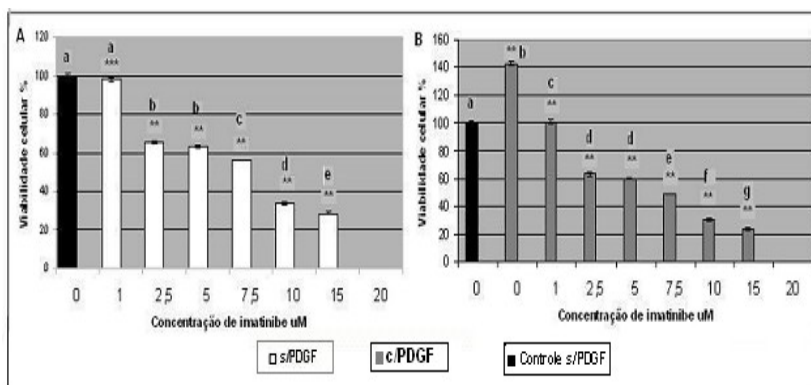 A
Viabilidade celular %
120
100
80
60
40
20
0
a
a
***
b
**
b
**
c
**
d
**
e
**
0 1 2,5 5 7,5 10 15 20
Concentração de imatinibe uM
B
Viabilidade celular %
160
140
120
100
80
60
40
20
0
a
** b
c
**
d
**
d
**
e
**
f
**
g
**
0 0 1 2,5 5 7,5 10 15 20
Concentração de imatinibe uM
s/PDGF c/PDGF Controle s/PDGF